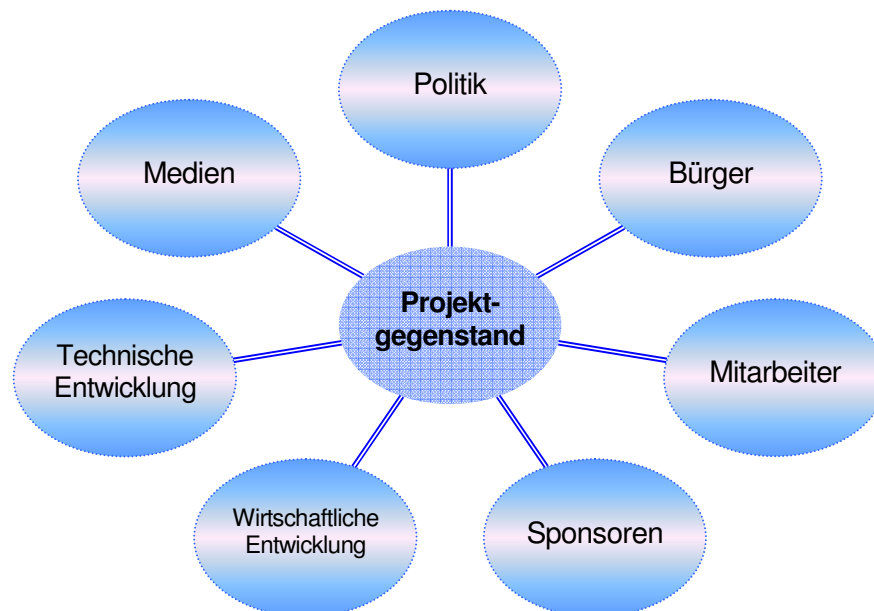 Politik
Medien
Bürger
Projekt-
gegenstand
Technische
Entwicklung
Mitarbeiter
Wirtschaftliche
Entwicklung
Sponsoren